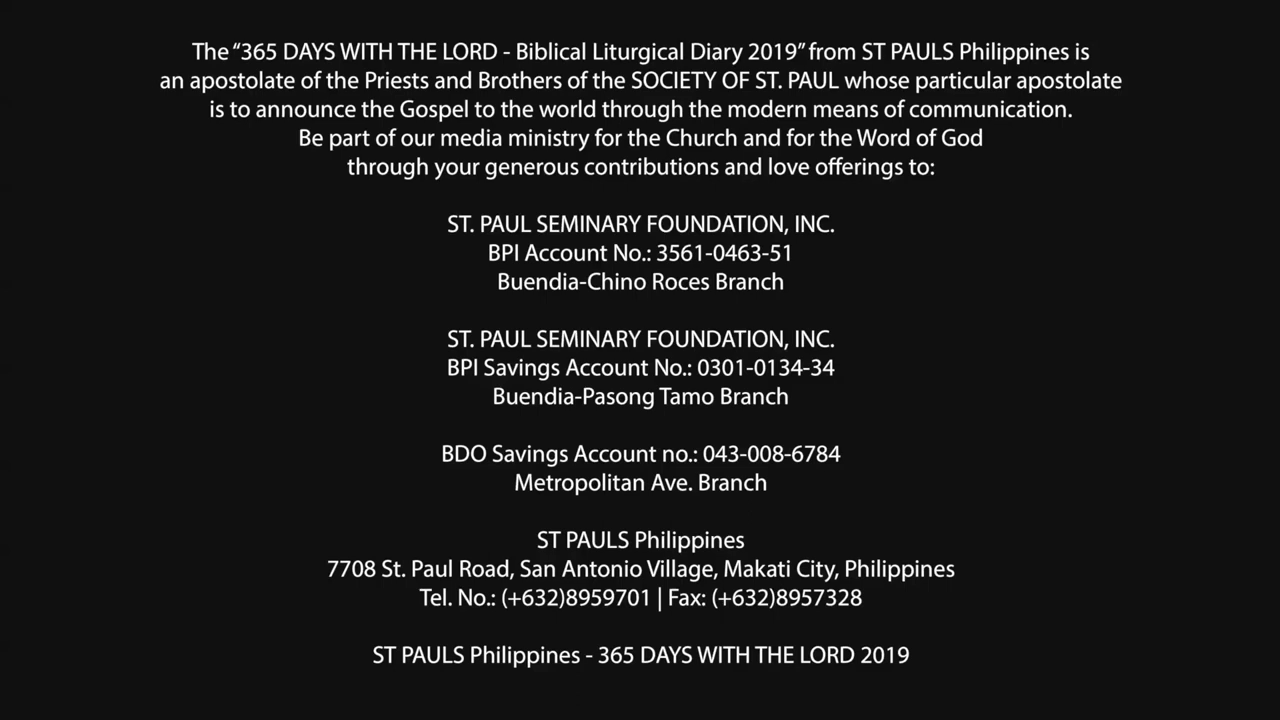 The “365 DAYS WITH THE LORD - Biblical Liturgical Diary 2019” from ST PAULS Philippines is
an apostolate of the Priests and Brothers of the SOCIETY OF ST. PAUL whose particular apostolate
is to announce the Gospel to the world through the modern means of communication.
Be part of our media ministry for the Church and for the Word of God
through your generous contributions and love offerings to:
ST. PAUL SEMINARY FOUNDATION, INC.
BPI Account No.: 3561-0463-51
Buendia-Chino Roces Branch
ST. PAUL SEMINARY FOUNDATION, INC.
BPI Savings Account No.: 0301-0134-34
Buendia-Pasong Tamo Branch
BDO Savings Account no.: 043-008-6784
Metropolitan Ave. Branch
ST PAULS Philippines
7708 St. Paul Road, San Antonio Village, Makati City, Philippines
Tel. No.: (+632)8959701 | Fax: (+632)8957328
ST PAULS Philippines - 365 DAYS WITH THE LORD 2019